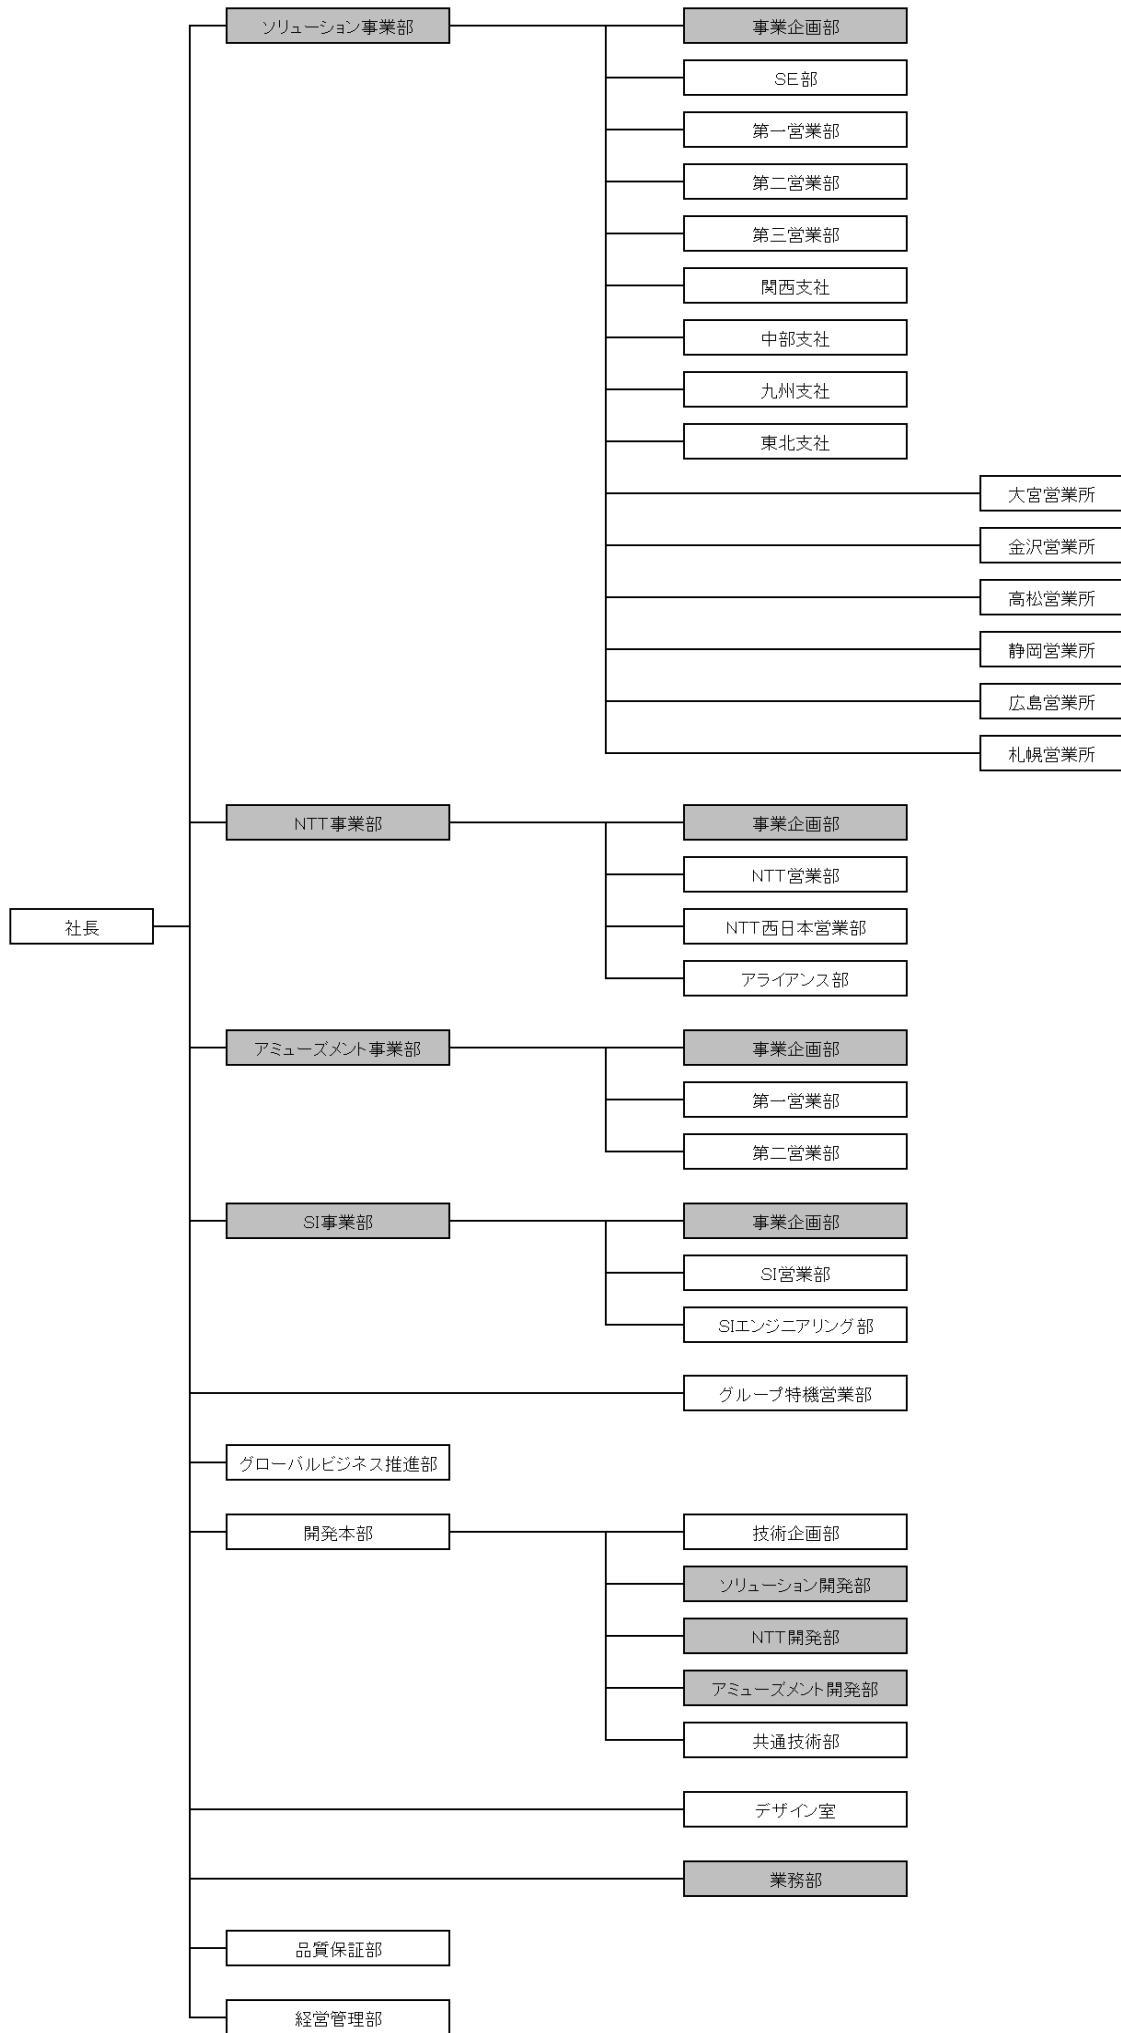 ソリューション事業部
事業企画部
SE部
第一営業部
第二営業部
第三営業部
関西支社
中部支社
九州支社
東北支社
大宮営業所
金沢営業所
高松営業所
静岡営業所
広島営業所
札幌営業所
NTT事業部
事業企画部
NTT営業部
社長
NTT西日本営業部
アライアンス部
アミューズメント事業部
事業企画部
第一営業部
第二営業部
SI事業部
事業企画部
SI営業部
SIエンジニアリング部
グループ特機営業部
グローバルビジネス推進部
開発本部
技術企画部
ソリューション開発部
NTT開発部
アミューズメント開発部
共通技術部
デザイン室
業務部
品質保証部
経営管理部